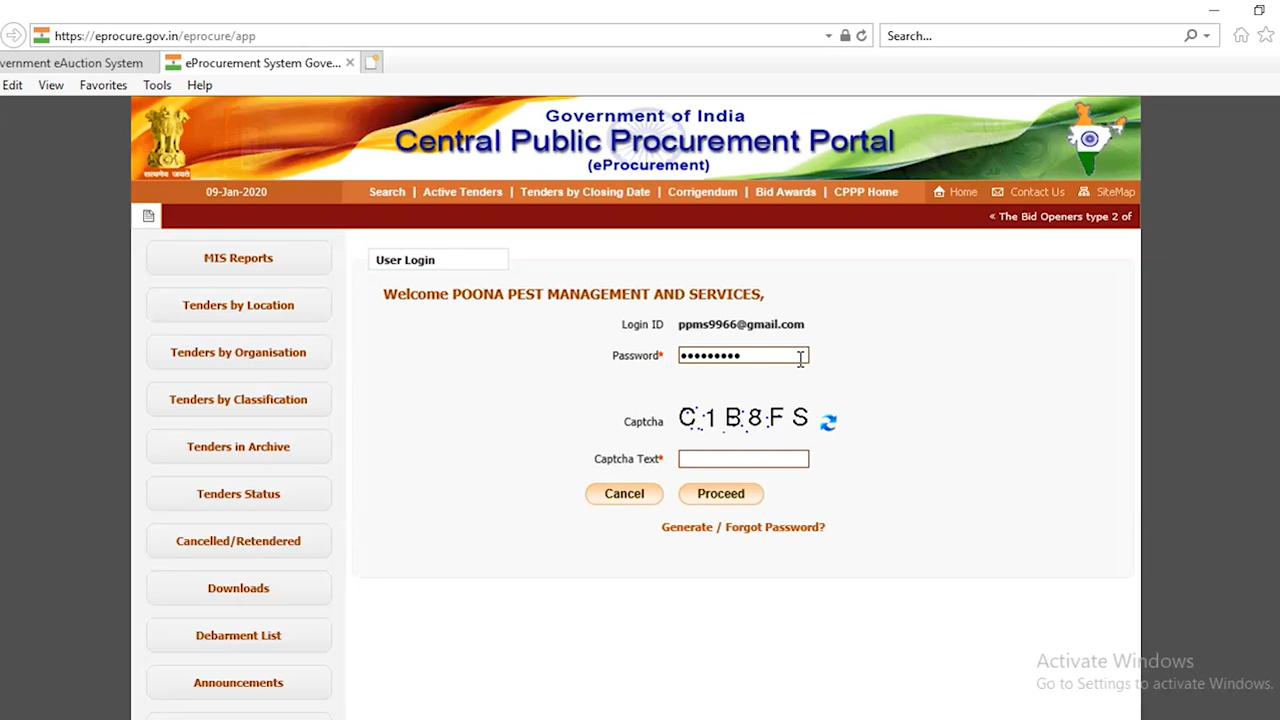 https://eprocure.gov.in/eprocure/app
Search...
vernment eAuction System
eProcurement System Gove...
Edit View Favorites Tools Help
Government of India
Central Public Procurement Portal
(eProcurement)
सत्यमेव जयते
09-Jan-2020
Search | Active Tenders | Tenders by Closing Date | Corrigendum | Bid Awards | CPPP Home
Home Contact Us SiteMap
« The Bid Openers type 2 of
MIS Reports
Tenders by Location
Tenders by Organisation
Tenders by Classification
Tenders in Archive
Tenders Status
Cancelled/Retendered
Downloads
Debarment List
Announcements
User Login
Welcome POONA PEST MANAGEMENT AND SERVICES,
Login ID ppms9966@gmail.com
Password* •••••••••
Captcha C1B8FS
Captcha Text*
Cancel Proceed
Generate / Forgot Password?
Activate Windows
Go to Settings to activate Windows.